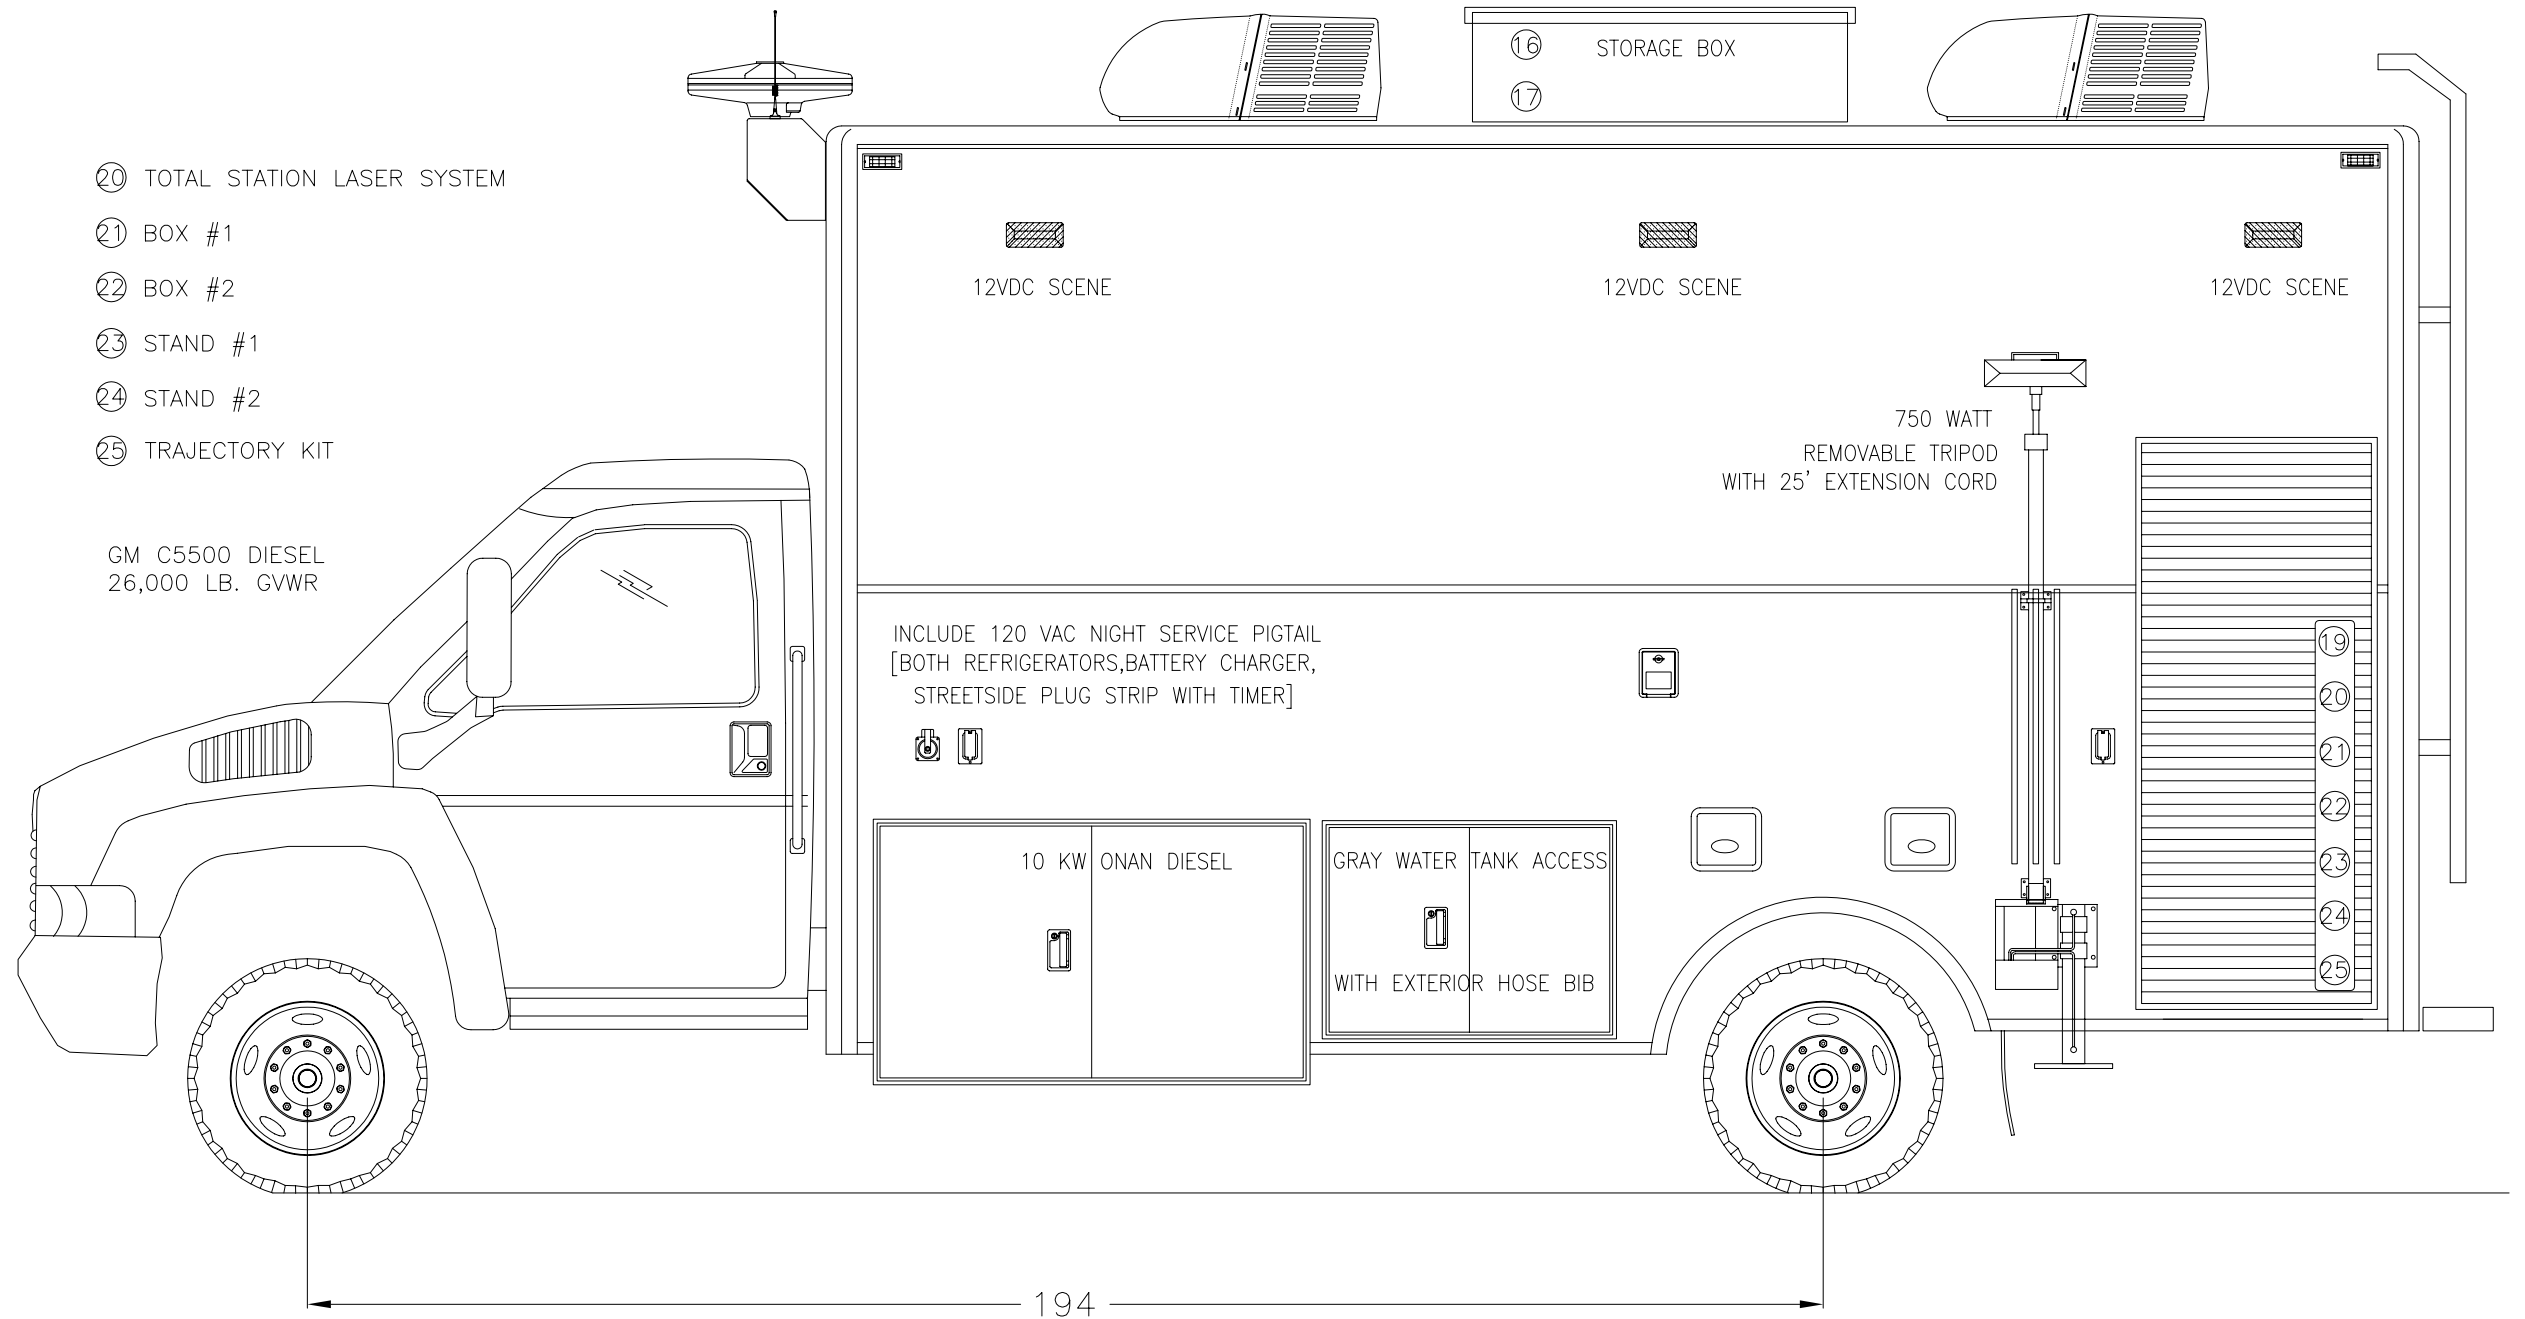 16 STORAGE BOX
17
20 TOTAL STATION LASER SYSTEM
21 BOX #1
22 BOX #2
23 STAND #1
24 STAND #2
25 TRAJECTORY KIT
12VDC SCENE
12VDC SCENE
12VDC SCENE
750 WATT
REMOVABLE TRIPOD
WITH 25' EXTENSION CORD
GM C5500 DIESEL
26,000 LB. GVWR
INCLUDE 120 VAC NIGHT SERVICE PIGTAIL
[BOTH REFRIGERATORS,BATTERY CHARGER,
STREETSIDE PLUG STRIP WITH TIMER]
19
20
21
22
23
24
25
10 KW ONAN DIESEL
GRAY WATER TANK ACCESS
WITH EXTERIOR HOSE BIB
194